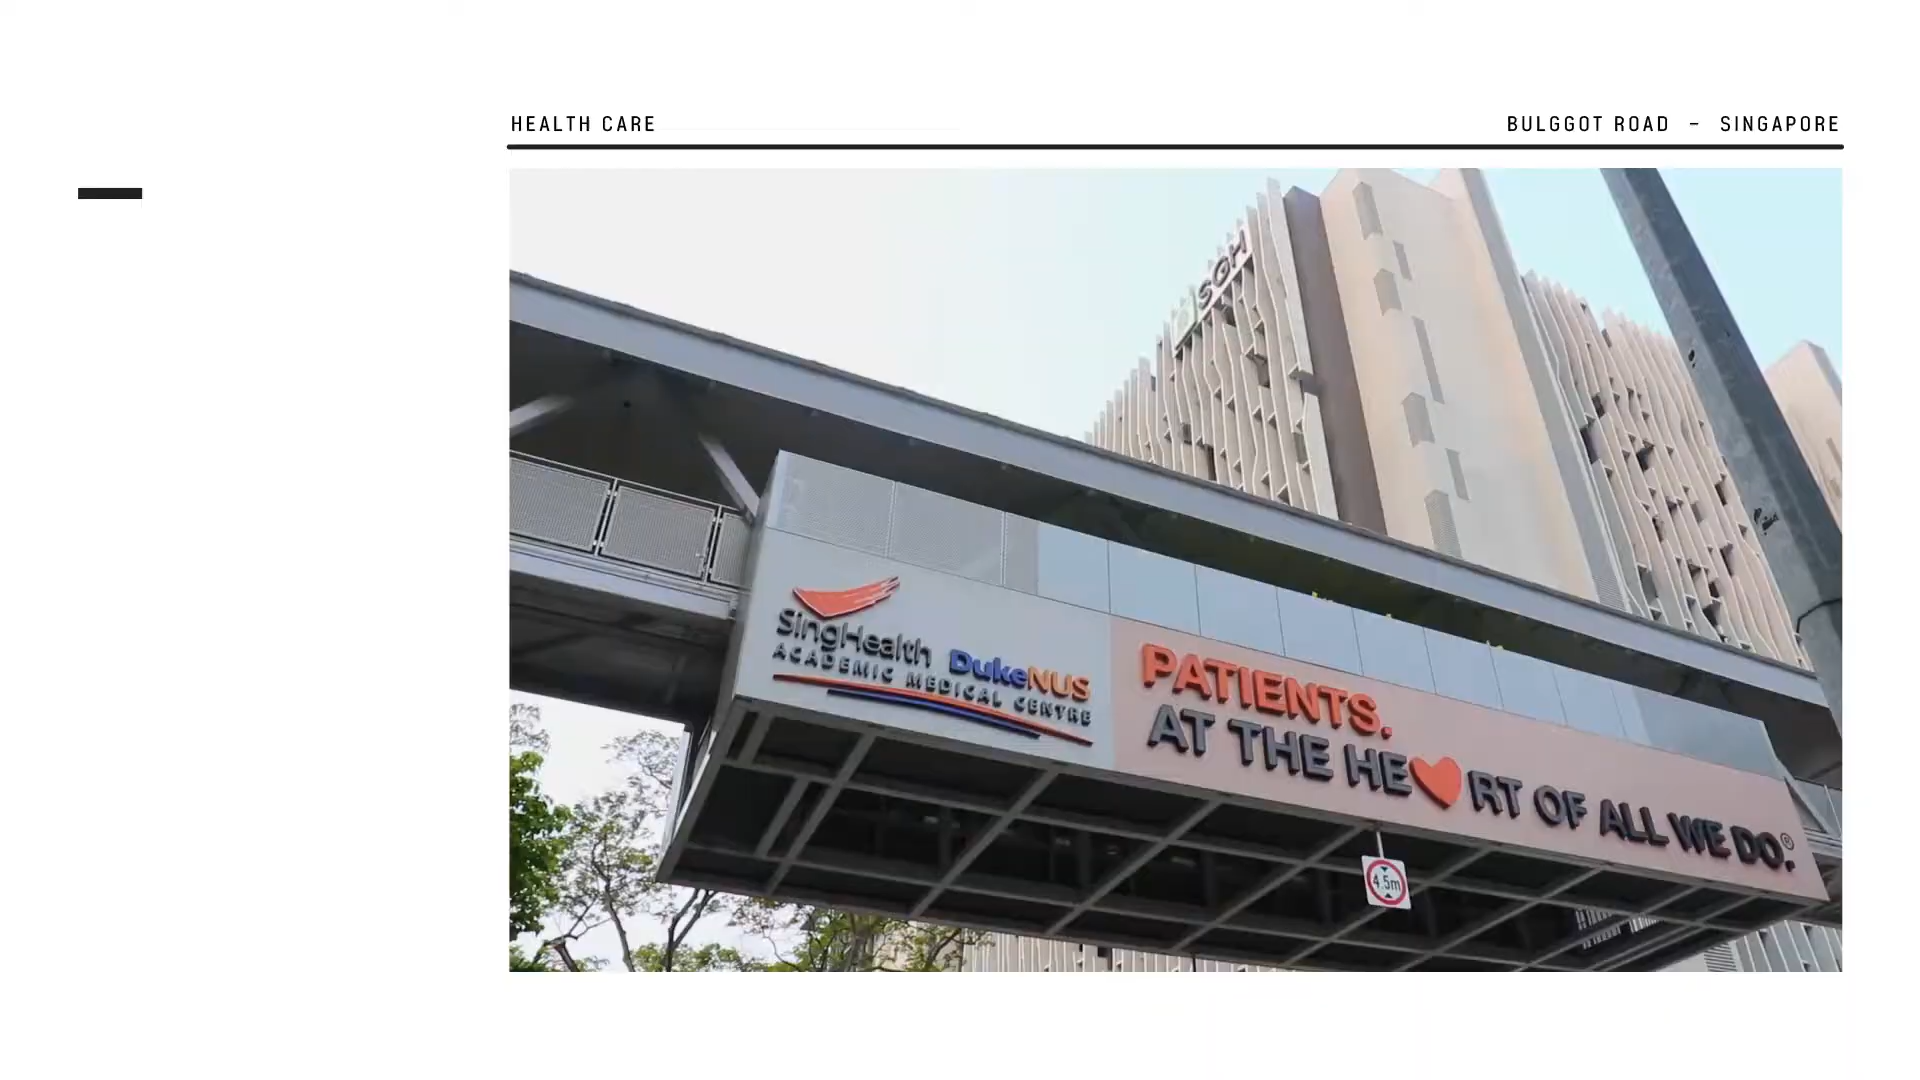 HEALTH CARE
BULGGOT ROAD – SINGAPORE
SGH
SingHealth DukeNUS
ACADEMIC MEDICAL CENTRE
PATIENTS.
AT THE HE❤RT OF ALL WE DO.®
4.5m